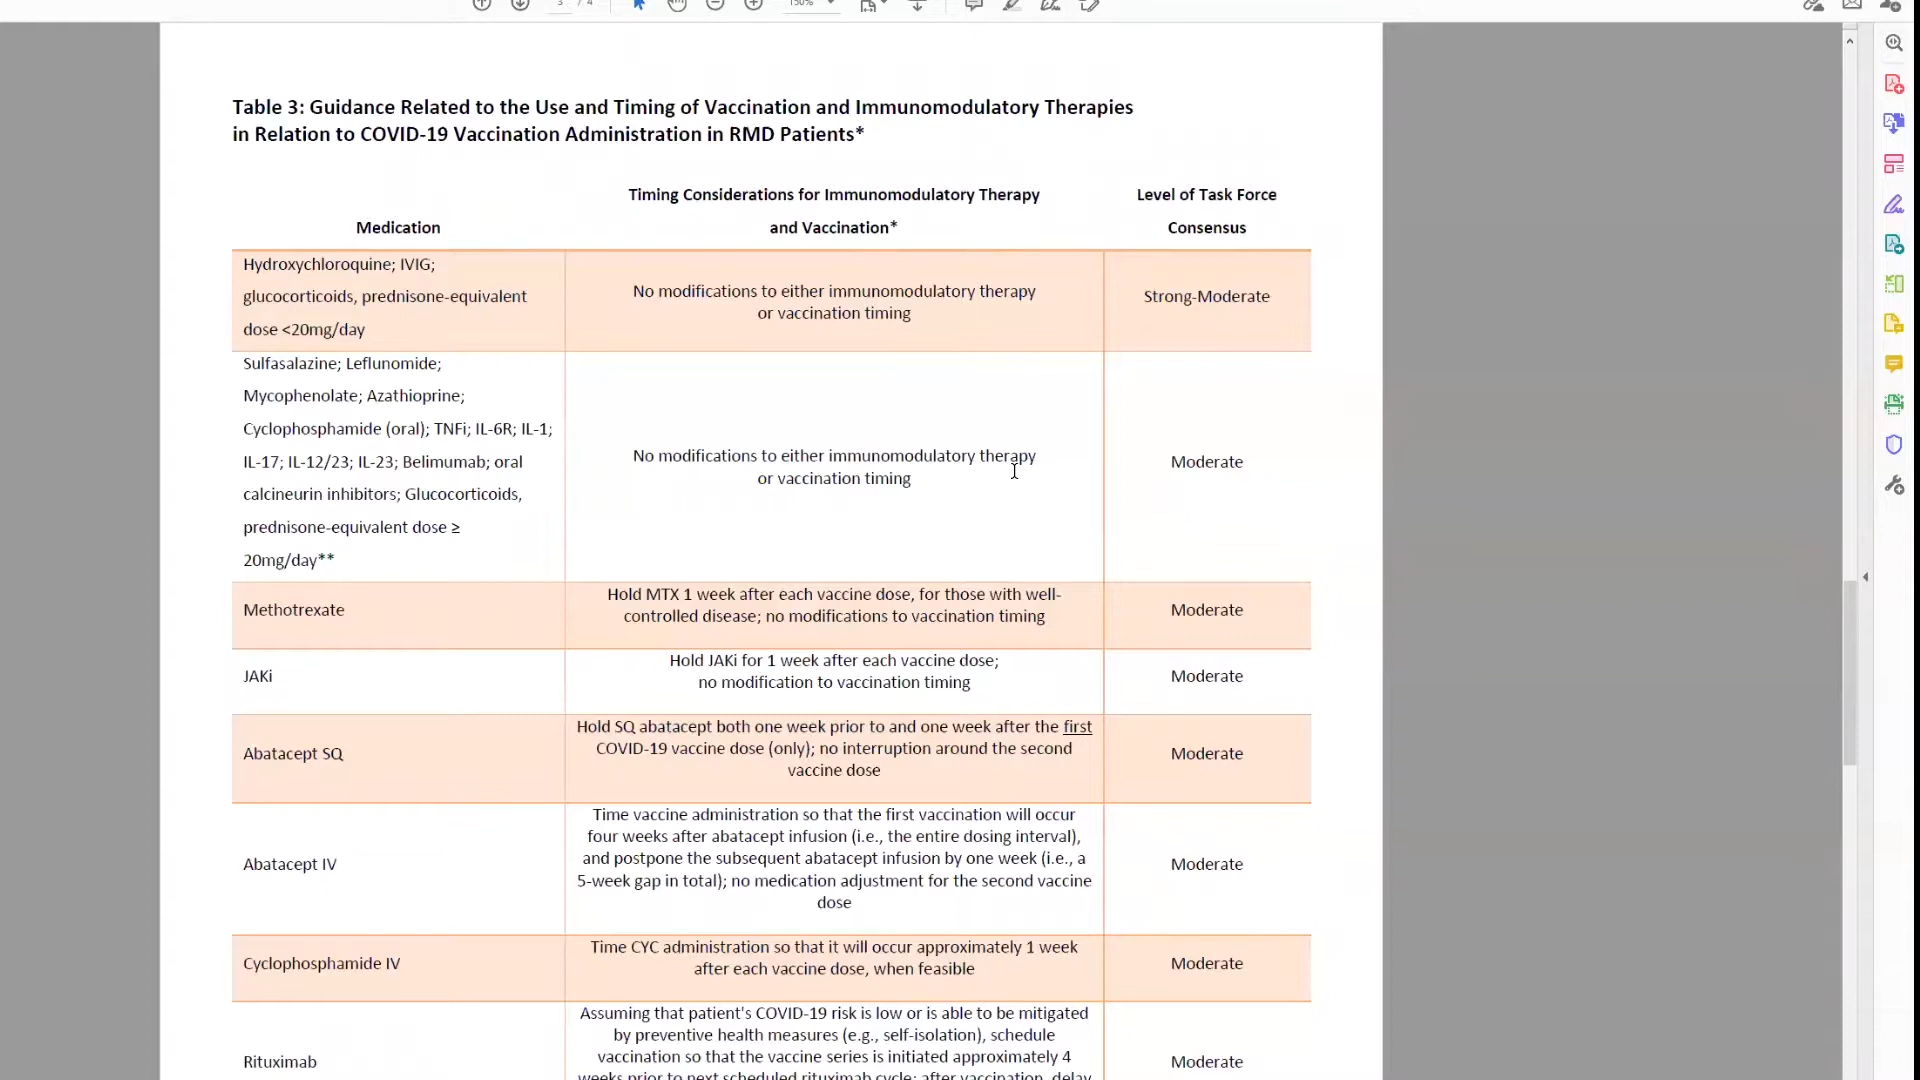 3 / 4
150%
Table 3: Guidance Related to the Use and Timing of Vaccination and Immunomodulatory Therapies
in Relation to COVID-19 Vaccination Administration in RMD Patients*
Medication
Timing Considerations for Immunomodulatory Therapy
and Vaccination*
Level of Task Force
Consensus
Hydroxychloroquine; IVIG;
glucocorticoids, prednisone-equivalent
dose <20mg/day
No modifications to either immunomodulatory therapy
or vaccination timing
Strong-Moderate
Sulfasalazine; Leflunomide;
Mycophenolate; Azathioprine;
Cyclophosphamide (oral); TNFi; IL-6R; IL-1;
IL-17; IL-12/23; IL-23; Belimumab; oral
calcineurin inhibitors; Glucocorticoids,
prednisone-equivalent dose ≥
20mg/day**
No modifications to either immunomodulatory therapy
or vaccination timing
Moderate
Methotrexate
Hold MTX 1 week after each vaccine dose, for those with well-
controlled disease; no modifications to vaccination timing
Moderate
JAKi
Hold JAKi for 1 week after each vaccine dose;
no modification to vaccination timing
Moderate
Abatacept SQ
Hold SQ abatacept both one week prior to and one week after the first
COVID-19 vaccine dose (only); no interruption around the second
vaccine dose
Moderate
Abatacept IV
Time vaccine administration so that the first vaccination will occur
four weeks after abatacept infusion (i.e., the entire dosing interval),
and postpone the subsequent abatacept infusion by one week (i.e., a
5-week gap in total); no medication adjustment for the second vaccine
dose
Moderate
Cyclophosphamide IV
Time CYC administration so that it will occur approximately 1 week
after each vaccine dose, when feasible
Moderate
Rituximab
Assuming that patient's COVID-19 risk is low or is able to be mitigated
by preventive health measures (e.g., self-isolation), schedule
vaccination so that the vaccine series is initiated approximately 4
weeks prior to next scheduled rituximab cycle; after vaccination, delay
Moderate